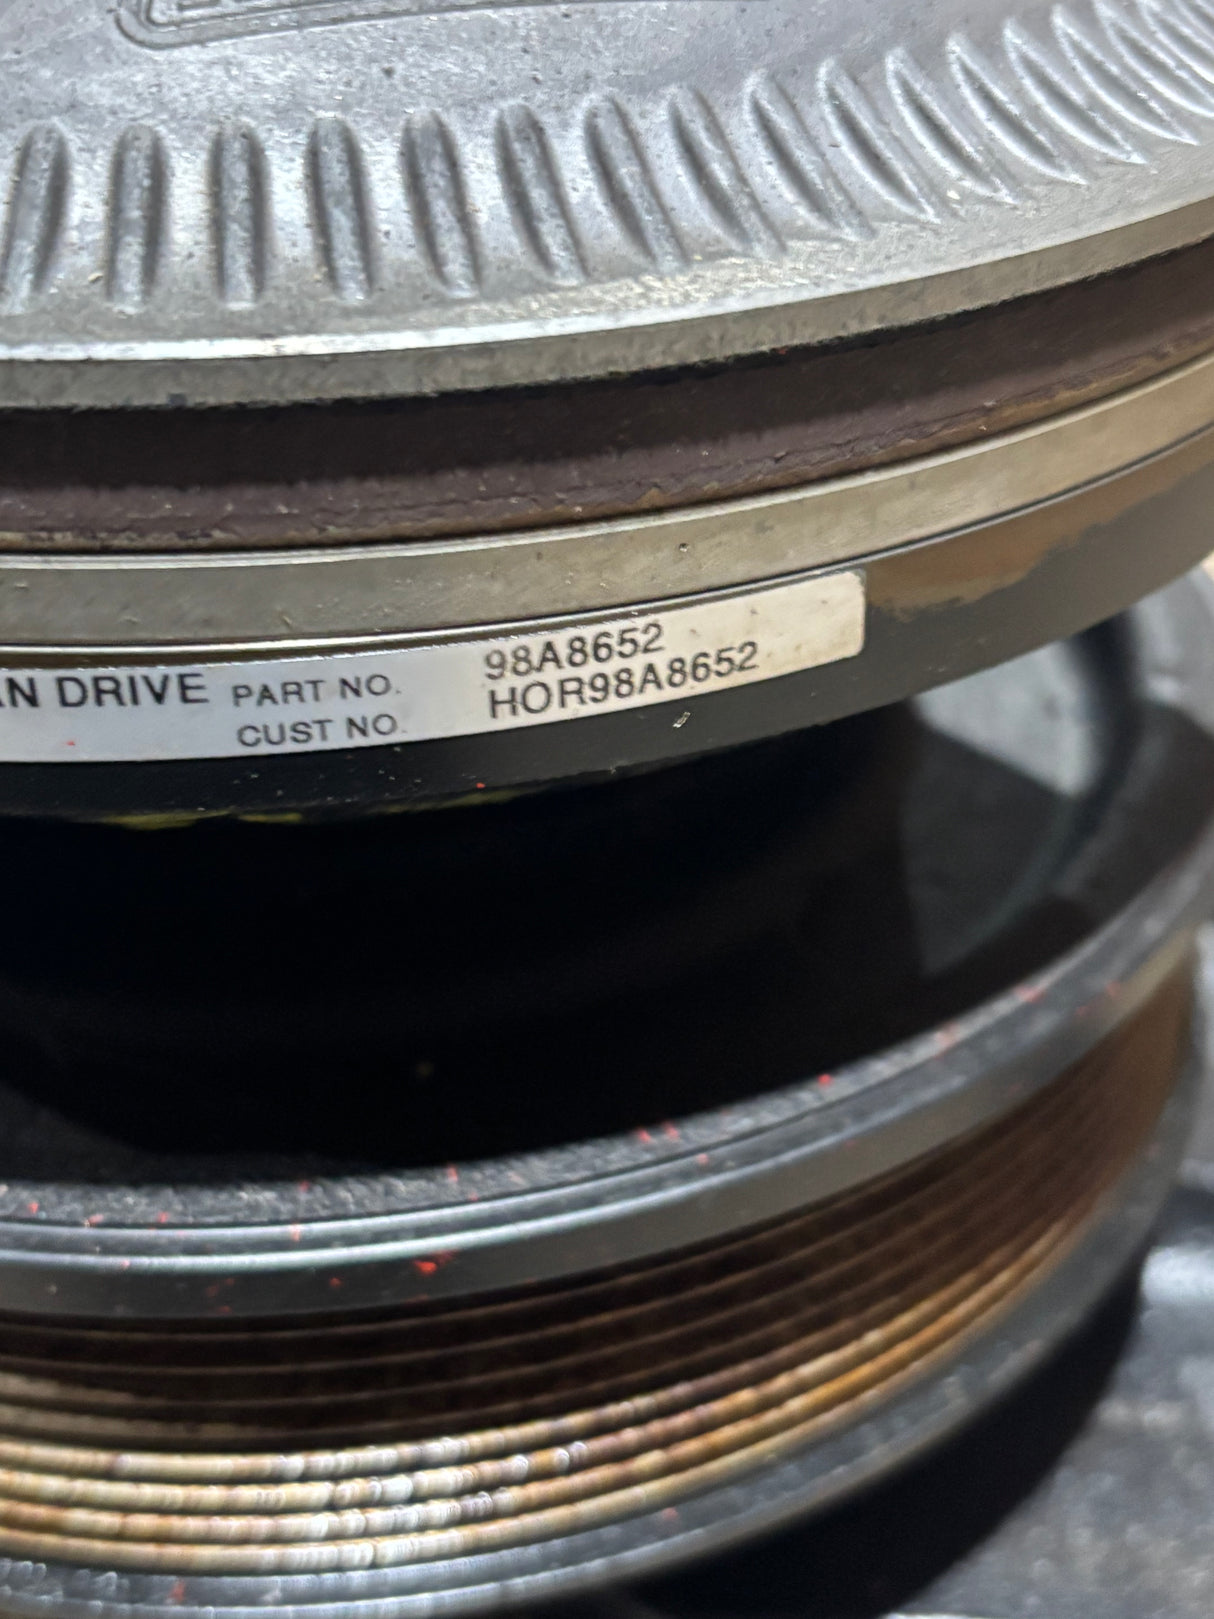 AN DRIVE PART NO. 98A8652
CUST NO. HOR98A8652